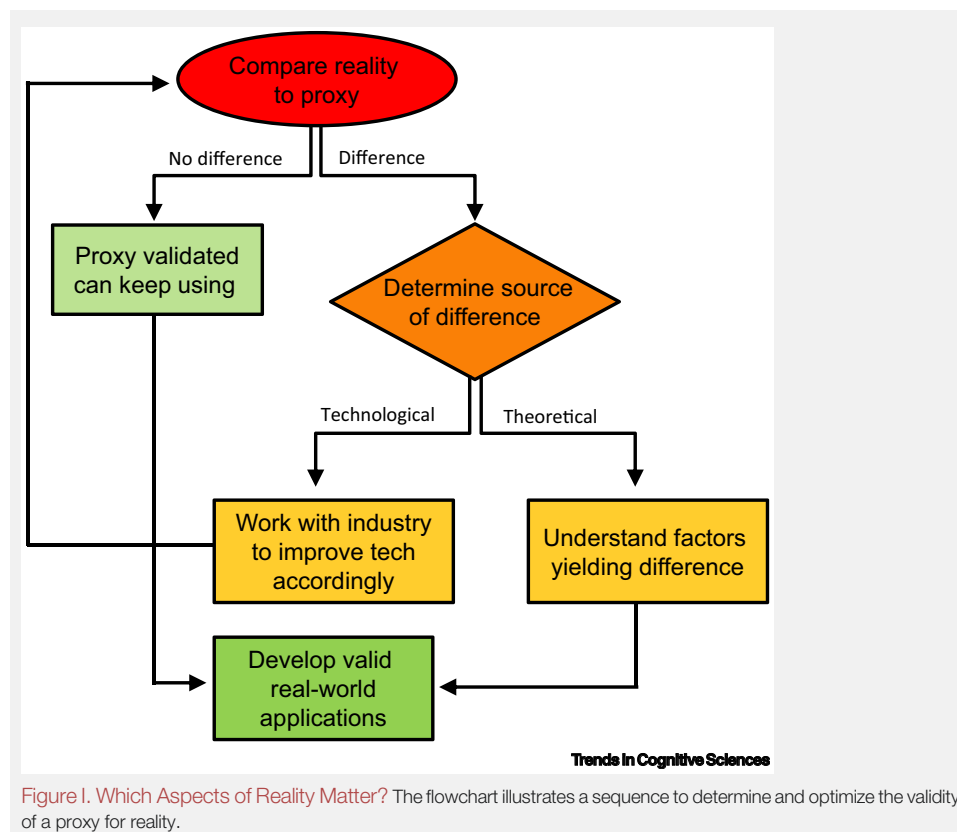 Compare reality
to proxy
No difference
Difference
Proxy validated
can keep using
Determine source
of difference
Technological
Theoretical
Work with industry
to improve tech
accordingly
Understand factors
yielding difference
Develop valid
real-world
applications
Trends in Cognitive Sciences
Figure I. Which Aspects of Reality Matter? The flowchart illustrates a sequence to determine and optimize the validity
of a proxy for reality.